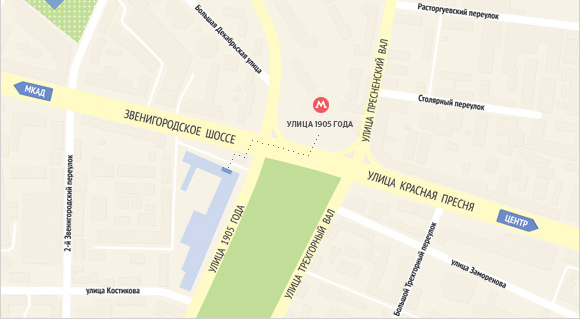 Расторгуевский переулок
Большая Декабрьская улица
УЛИЦА ПРЕСНЕНСКИЙ ВАЛ
МКАД
ЗВЕНИГОРОДСКОЕ ШОССЕ
М
УЛИЦА 1905 ГОДА
Столярный переулок
УЛИЦА КРАСНАЯ ПРЕСНЯ
ЦЕНТР
2-й Звенигородский переулок
УЛИЦА 1905 ГОДА
УЛИЦА ТРЕХГОРНЫЙ ВАЛ
Большой Трехгорный переулок
улица Заморенова
улица Костикова